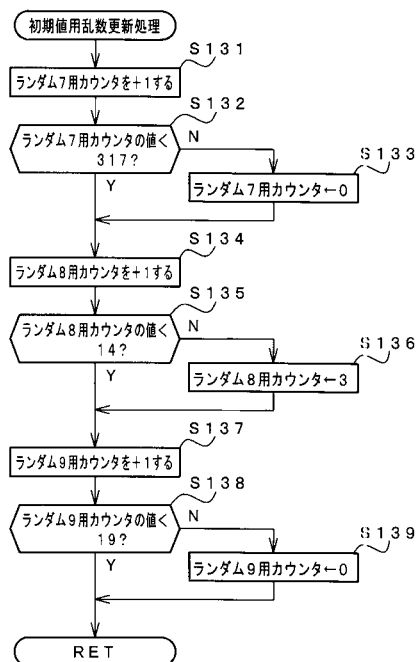 初期値用乱数更新処理
S131
ランダム7用カウンタを+1する
S132
ランダム7用カウンタの値<
317?
N
Y
S133
ランダム7用カウンタ←0
S134
ランダム8用カウンタを+1する
S135
ランダム8用カウンタの値<
14?
N
Y
S136
ランダム8用カウンタ←3
S137
ランダム9用カウンタを+1する
S138
ランダム9用カウンタの値<
19?
N
Y
S139
ランダム9用カウンタ←0
RET